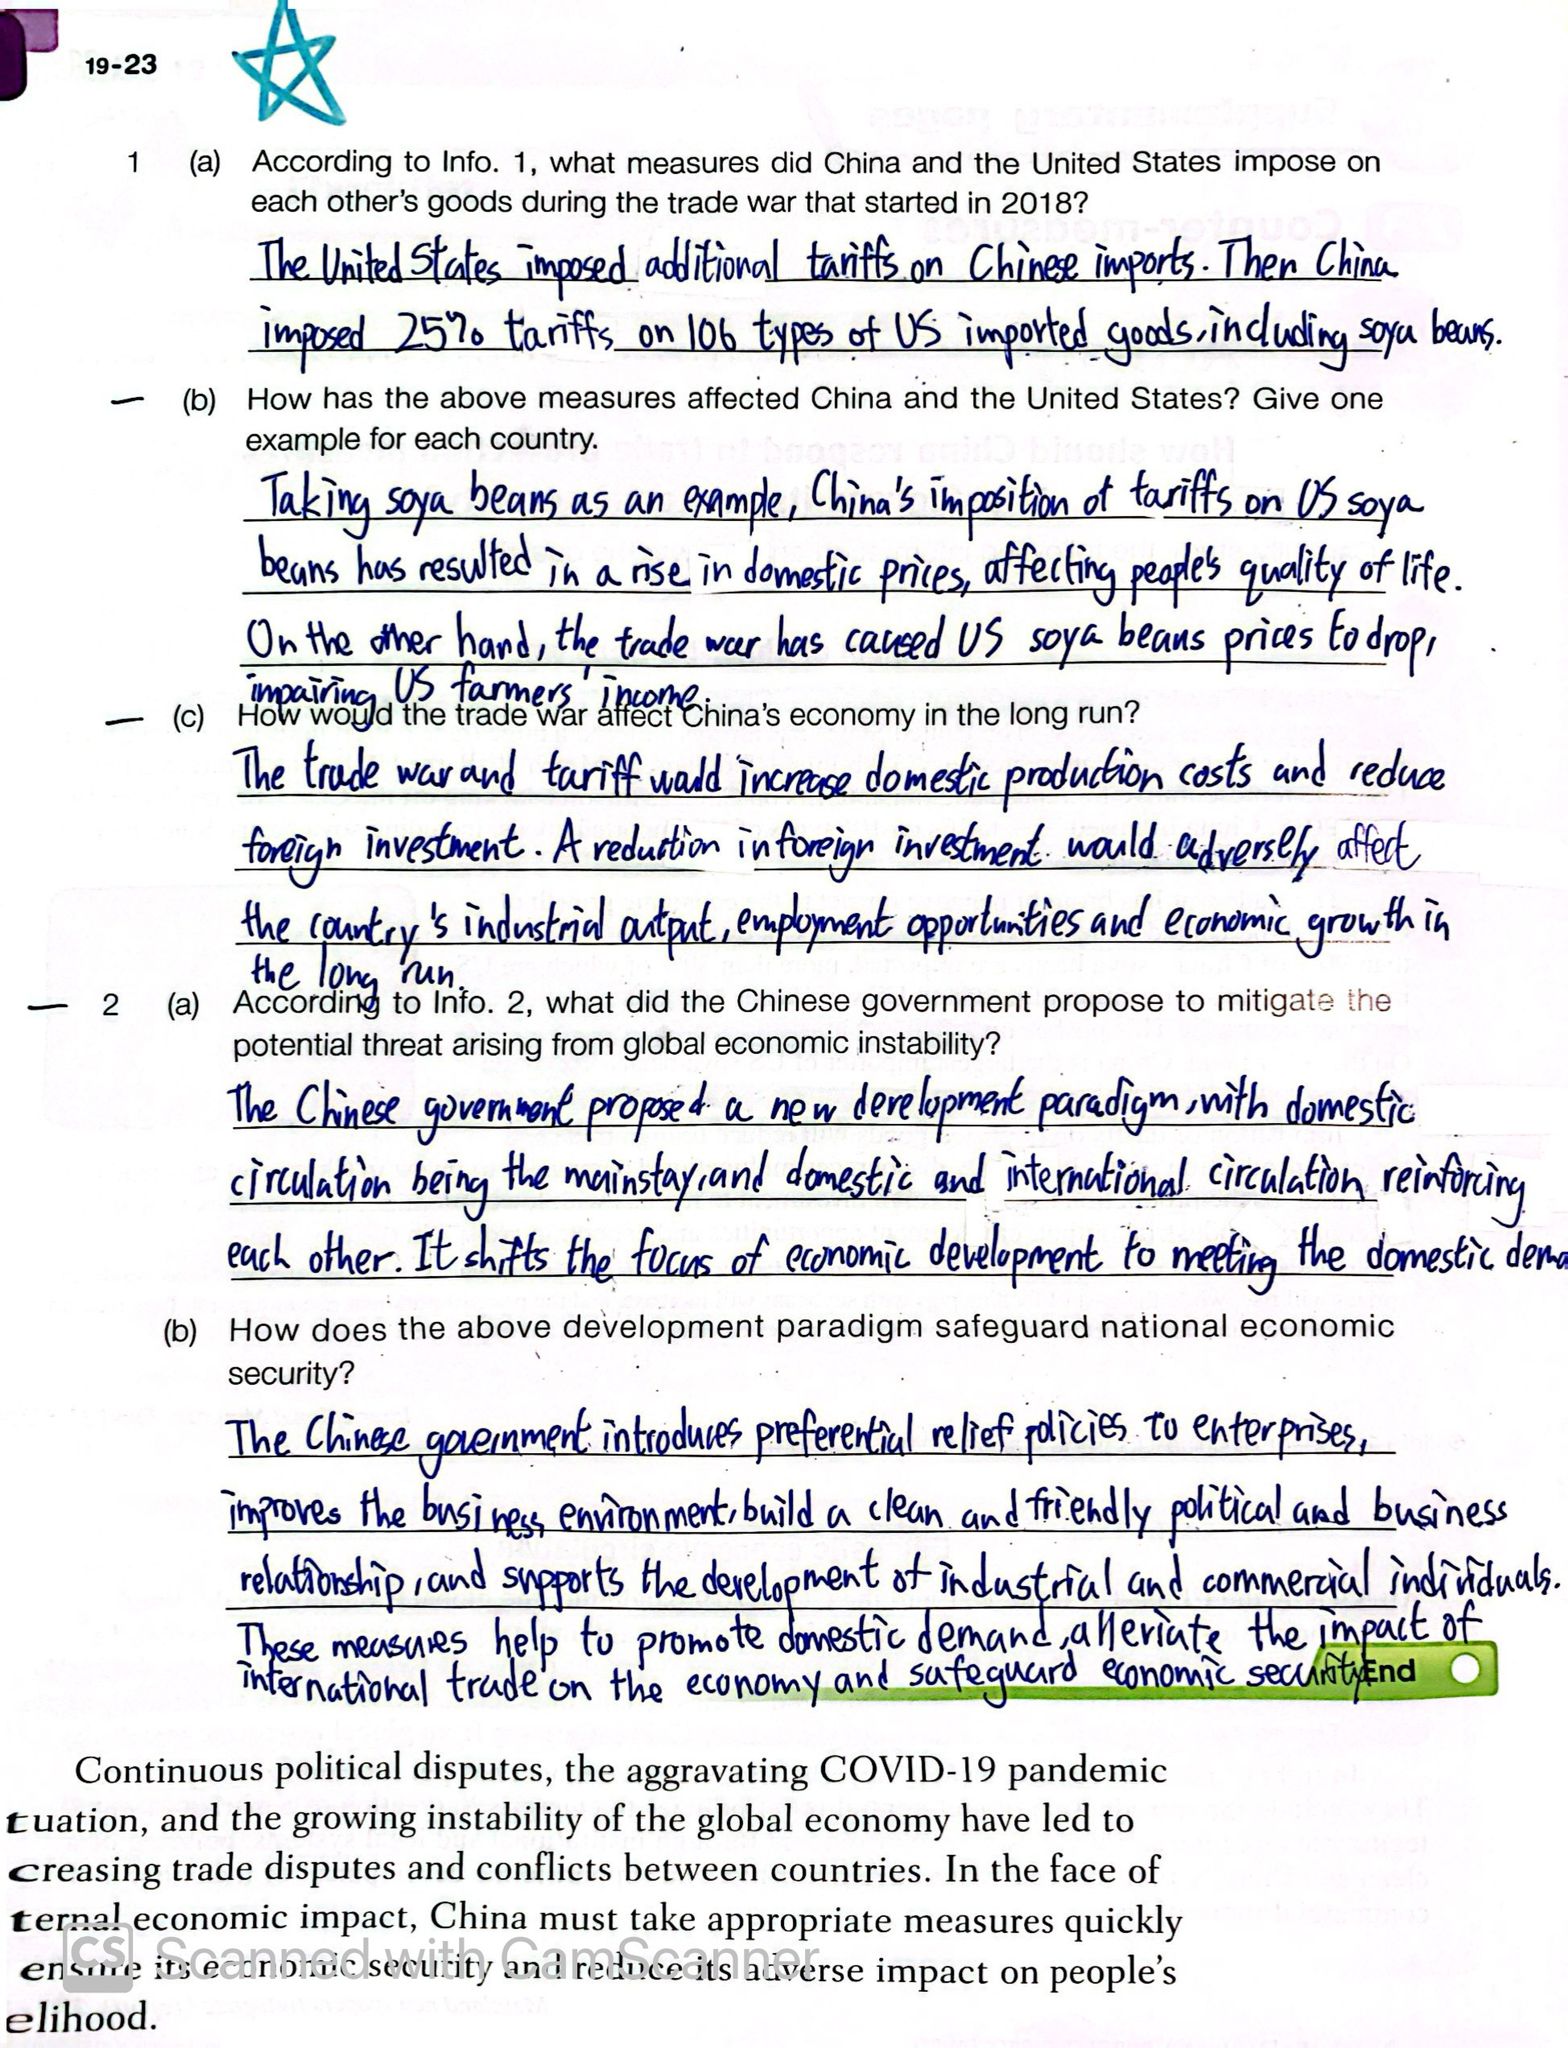 19-23
1 (a) According to Info. 1, what measures did China and the United States impose on
each other's goods during the trade war that started in 2018?
The United States imposed additional tariffs on Chinese imports. Then China
imposed 25% tariffs on 106 types of US imported goods, including soya beans.
(b) How has the above measures affected China and the United States? Give one
example for each country.
Taking soya beans as an example, China's imposition of tariffs on US soya
beans has resulted in a rise in domestic prices, affecting people's quality of life.
On the other hand, the trade war has caused US soya beans prices to drop,
impairing US farmers' income.
(c) How would the trade war affect China's economy in the long run?
The trade war and tariff would increase domestic production costs and reduce
foreign investment. A reduction in foreign investment would adversely affect
the country's industrial output, employment opportunities and economic growth in
the long run.
2 (a) According to Info. 2, what did the Chinese government propose to mitigate the
potential threat arising from global economic instability?
The Chinese government proposed a new development paradigm, with domestic
circulation being the mainstay, and domestic and international circulation reinforcing
each other. It shifts the focus of economic development to meeting the domestic dema
(b) How does the above development paradigm safeguard national economic
security?
The Chinese government introduces preferential relief policies to enterprises,
improves the business environment, build a clean and friendly political and business
relationship, and supports the development of industrial and commercial individuals.
These measures help to promote domestic demand, alleviate the impact of
international trade on the economy and safeguard economic security
End
Continuous political disputes, the aggravating COVID-19 pandemic
tuation, and the growing instability of the global economy have led to
creasing trade disputes and conflicts between countries. In the face of
ternal economic impact, China must take appropriate measures quickly
CS Scanned with CamScanner
ensure its economic security and reduce its adverse impact on people's
elihood.